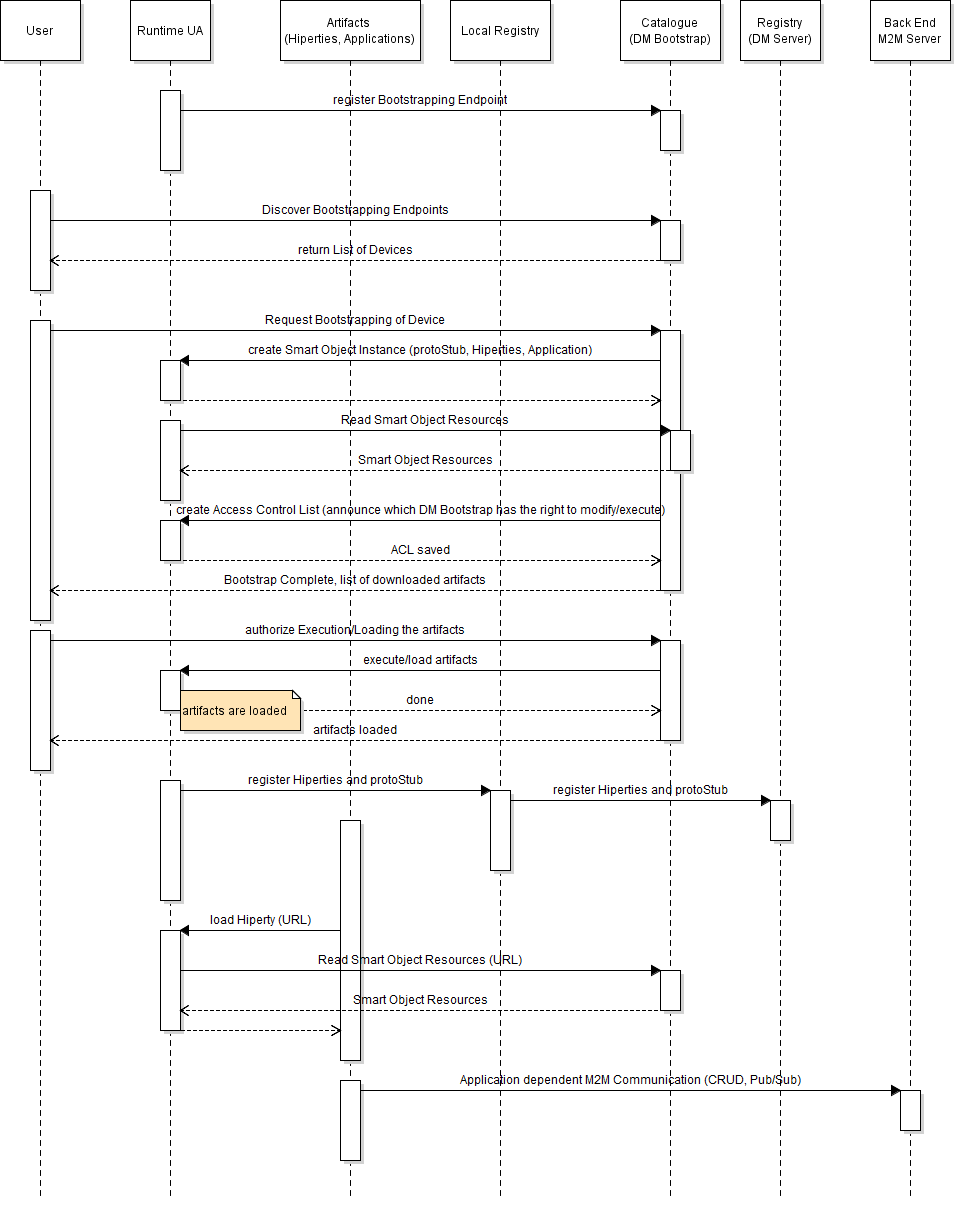 User
Runtime UA
Artifacts
(Hiperties, Applications)
Local Registry
Catalogue
(DM Bootstrap)
Registry
(DM Server)
Back End
M2M Server
register Bootstrapping Endpoint
Discover Bootstrapping Endpoints
return List of Devices
Request Bootstrapping of Device
create Smart Object Instance (protoStub, Hiperties, Application)
Read Smart Object Resources
Smart Object Resources
create Access Control List (announce which DM Bootstrap has the right to modify/execute)
ACL saved
Bootstrap Complete, list of downloaded artifacts
authorize Execution/Loading the artifacts
execute/load artifacts
done
artifacts are loaded
artifacts loaded
register Hiperties and protoStub
register Hiperties and protoStub
load Hiperty (URL)
Read Smart Object Resources (URL)
Smart Object Resources
Application dependent M2M Communication (CRUD, Pub/Sub)